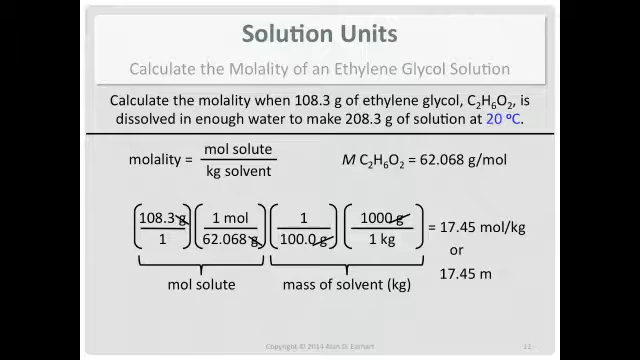 Solution Units
Calculate the Molality of an Ethylene Glycol Solution
Calculate the molality when 108.3 g of ethylene glycol, C₂H₆O₂, is
dissolved in enough water to make 208.3 g of solution at 20 ºC.
molality = mol solute / kg solvent
M C₂H₆O₂ = 62.068 g/mol
(108.3 g / 1) (1 mol / 62.068 g) (1 / 100.0 g) (1000 g / 1 kg) = 17.45 mol/kg
or
17.45 m
mol solute
mass of solvent (kg)
Copyright © 2014 Alan D. Earhart